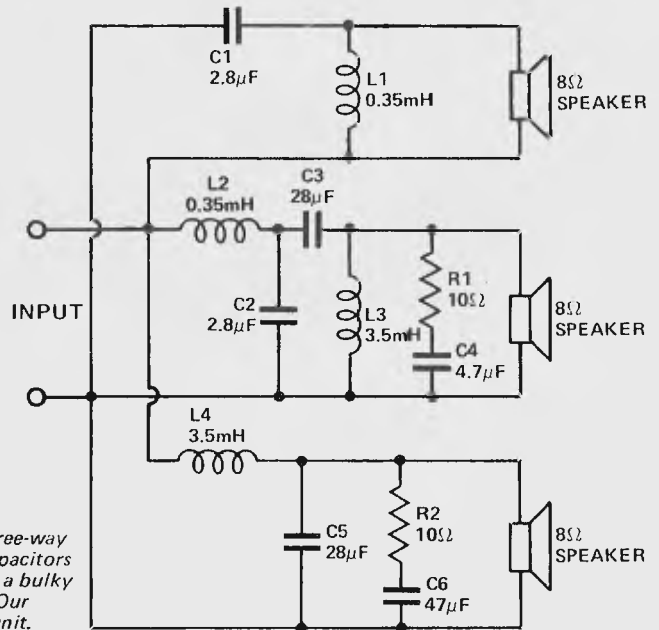 C1
2.8μF
L1
0.35mH
8Ω
SPEAKER
L2
0.35mH
C3
28μF
INPUT
C2
2.8μF
L3
3.5mH
R1
10Ω
C4
4.7μF
8Ω
SPEAKER
L4
3.5mH
C5
28μF
R2
10Ω
C6
47μF
8Ω
SPEAKER
ree-way
pacitors
a bulky
Our
unit.